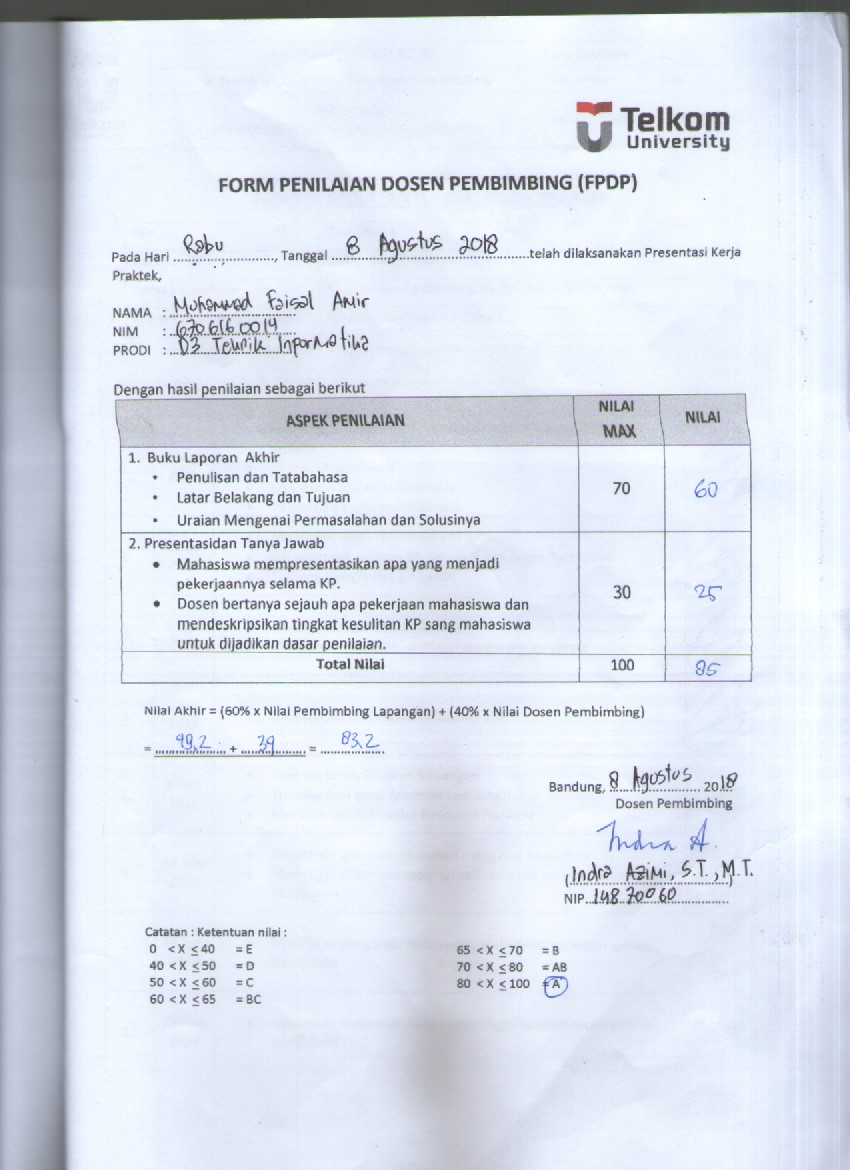 Telkom
University
FORM PENILAIAN DOSEN PEMBIMBING (FPDP)
Pada Hari Rabu, Tanggal 8 Agustus 2018 telah dilaksanakan Presentasi Kerja
Praktek,
NAMA : Muhammad Faisal Amir
NIM : 6706160014
PRODI : D3 Teknik Informatika
Dengan hasil penilaian sebagai berikut
ASPEK PENILAIAN NILAI MAX NILAI
1. Buku Laporan Akhir
• Penulisan dan Tatabahasa
• Latar Belakang dan Tujuan
• Uraian Mengenai Permasalahan dan Solusinya
70 60
2. Presentasidan Tanya Jawab
• Mahasiswa mempresentasikan apa yang menjadi
pekerjaannya selama KP.
• Dosen bertanya sejauh apa pekerjaan mahasiswa dan
mendeskripsikan tingkat kesulitan KP sang mahasiswa
untuk dijadikan dasar penilaian.
30 25
Total Nilai 100 85
Nilai Akhir = (60% x Nilai Pembimbing Lapangan) + (40% x Nilai Dosen Pembimbing)
= 49,2 + 34 = 83,2
Bandung, 8 Agustus 2018
Dosen Pembimbing
Indra A.
(Indra Azimi, S.T., M.T.)
NIP. 14870060
Catatan : Ketentuan nilai :
0 < X ≤ 40 = E
40 < X ≤ 50 = D
50 < X ≤ 60 = C
60 < X ≤ 65 = BC
65 < X ≤ 70 = B
70 < X ≤ 80 = AB
80 < X ≤ 100 = A